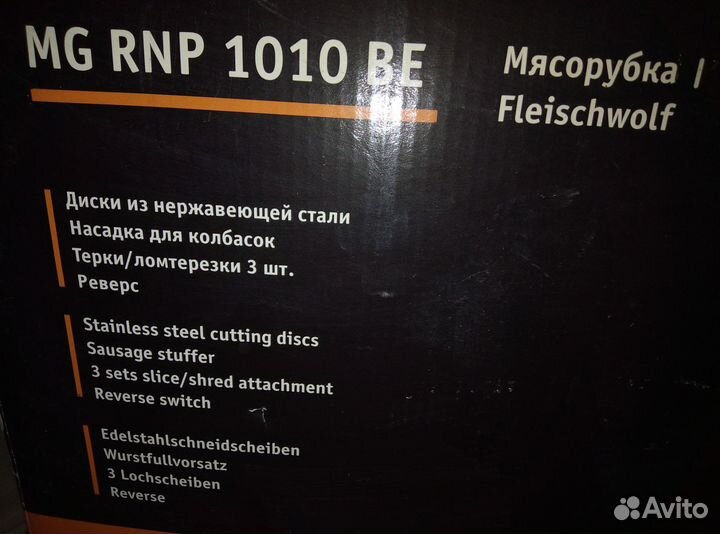 MG RNP 1010 BE
Мясорубка |
Fleischwolf
Диски из нержавеющей стали
Насадка для колбасок
Терки/ломтерезки 3 шт.
Реверс
Stainless steel cutting discs
Sausage stuffer
3 sets slice/shred attachment
Reverse switch
Edelstahlschneidscheiben
Wurstfullvorsatz
3 Lochscheiben
Reverse
Avito